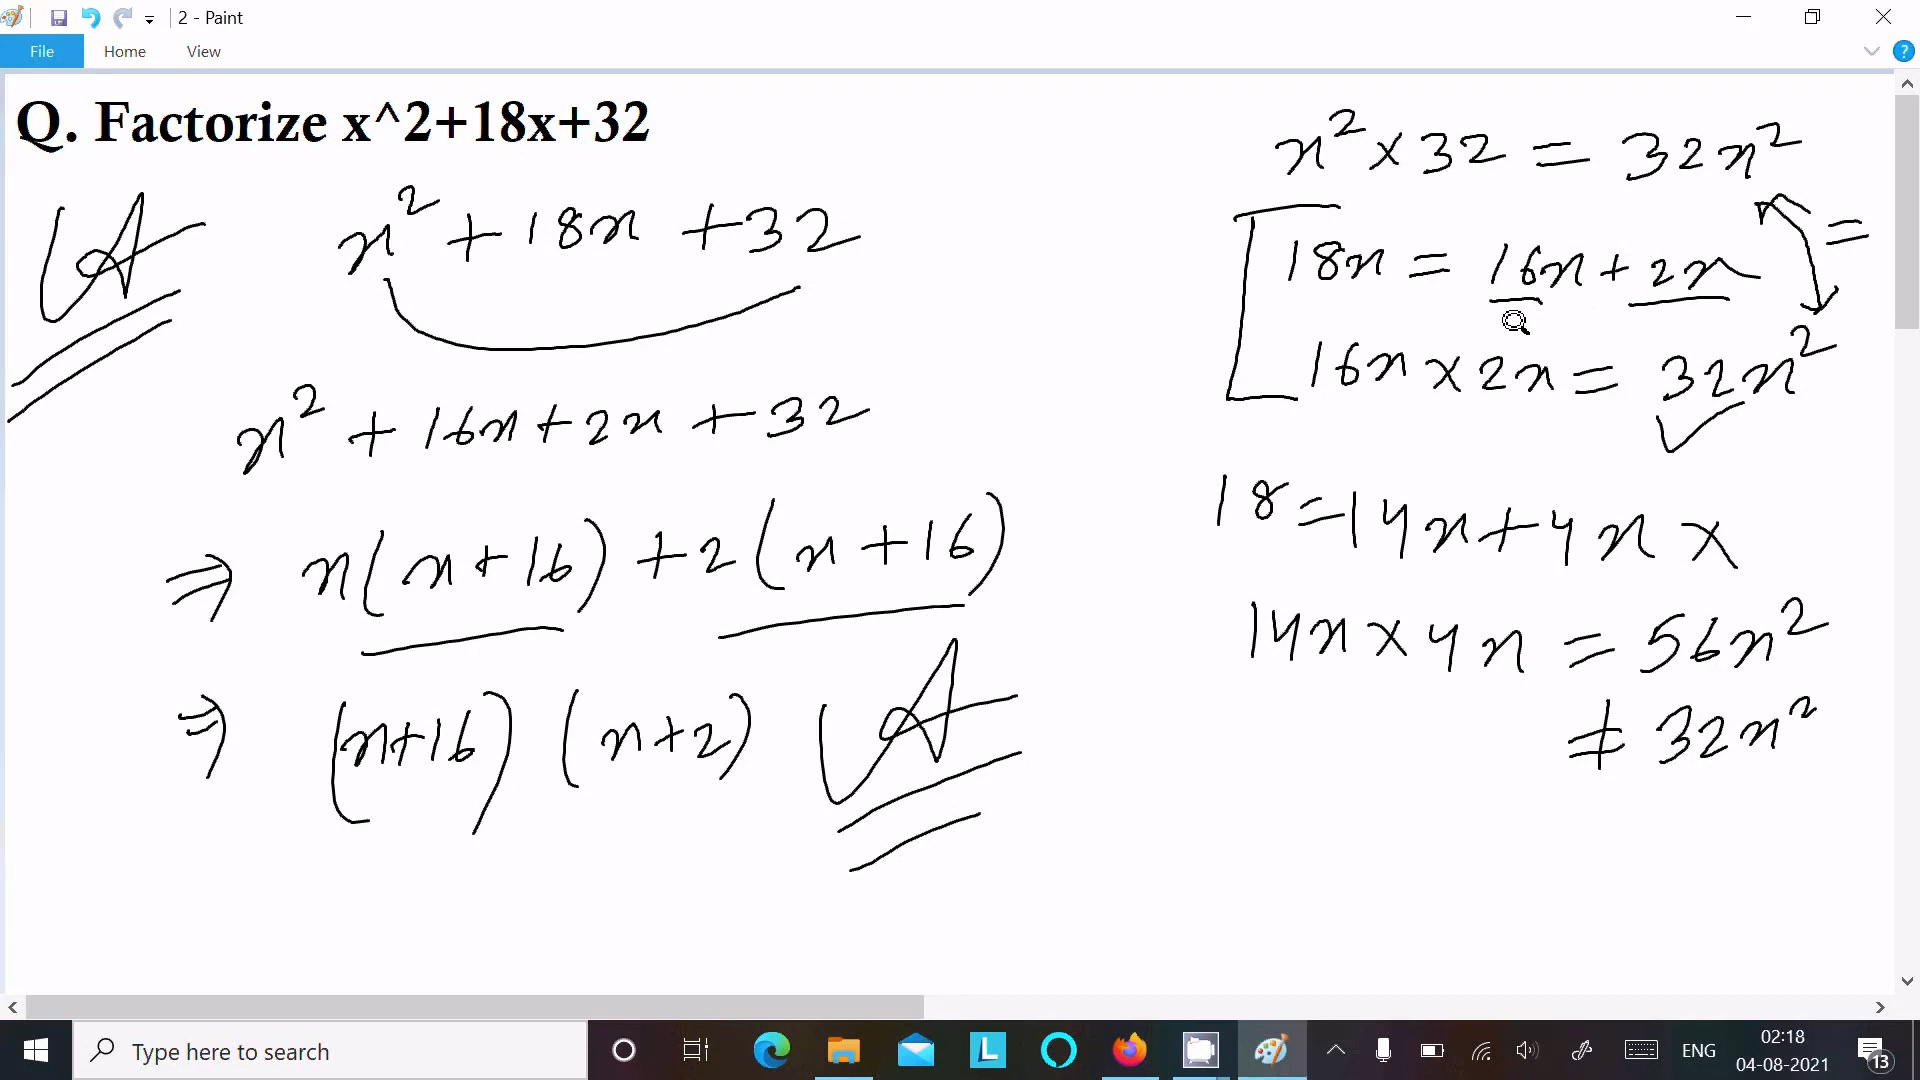 2 - Paint
File Home View
Q. Factorize x^2+18x+32
A
x² + 18x + 32
x² + 16x + 2x + 32
⇒ x(x+16) + 2(x+16)
⇒ (x+16) (x+2) A
x² × 32 = 32x²
18x = 16x + 2x =
16x × 2x = 32x² ✓
18 = 14x + 4x ×
14x × 4x = 56x²
≠ 32x²
Type here to search
L
ENG
02:18
04-08-2021
13